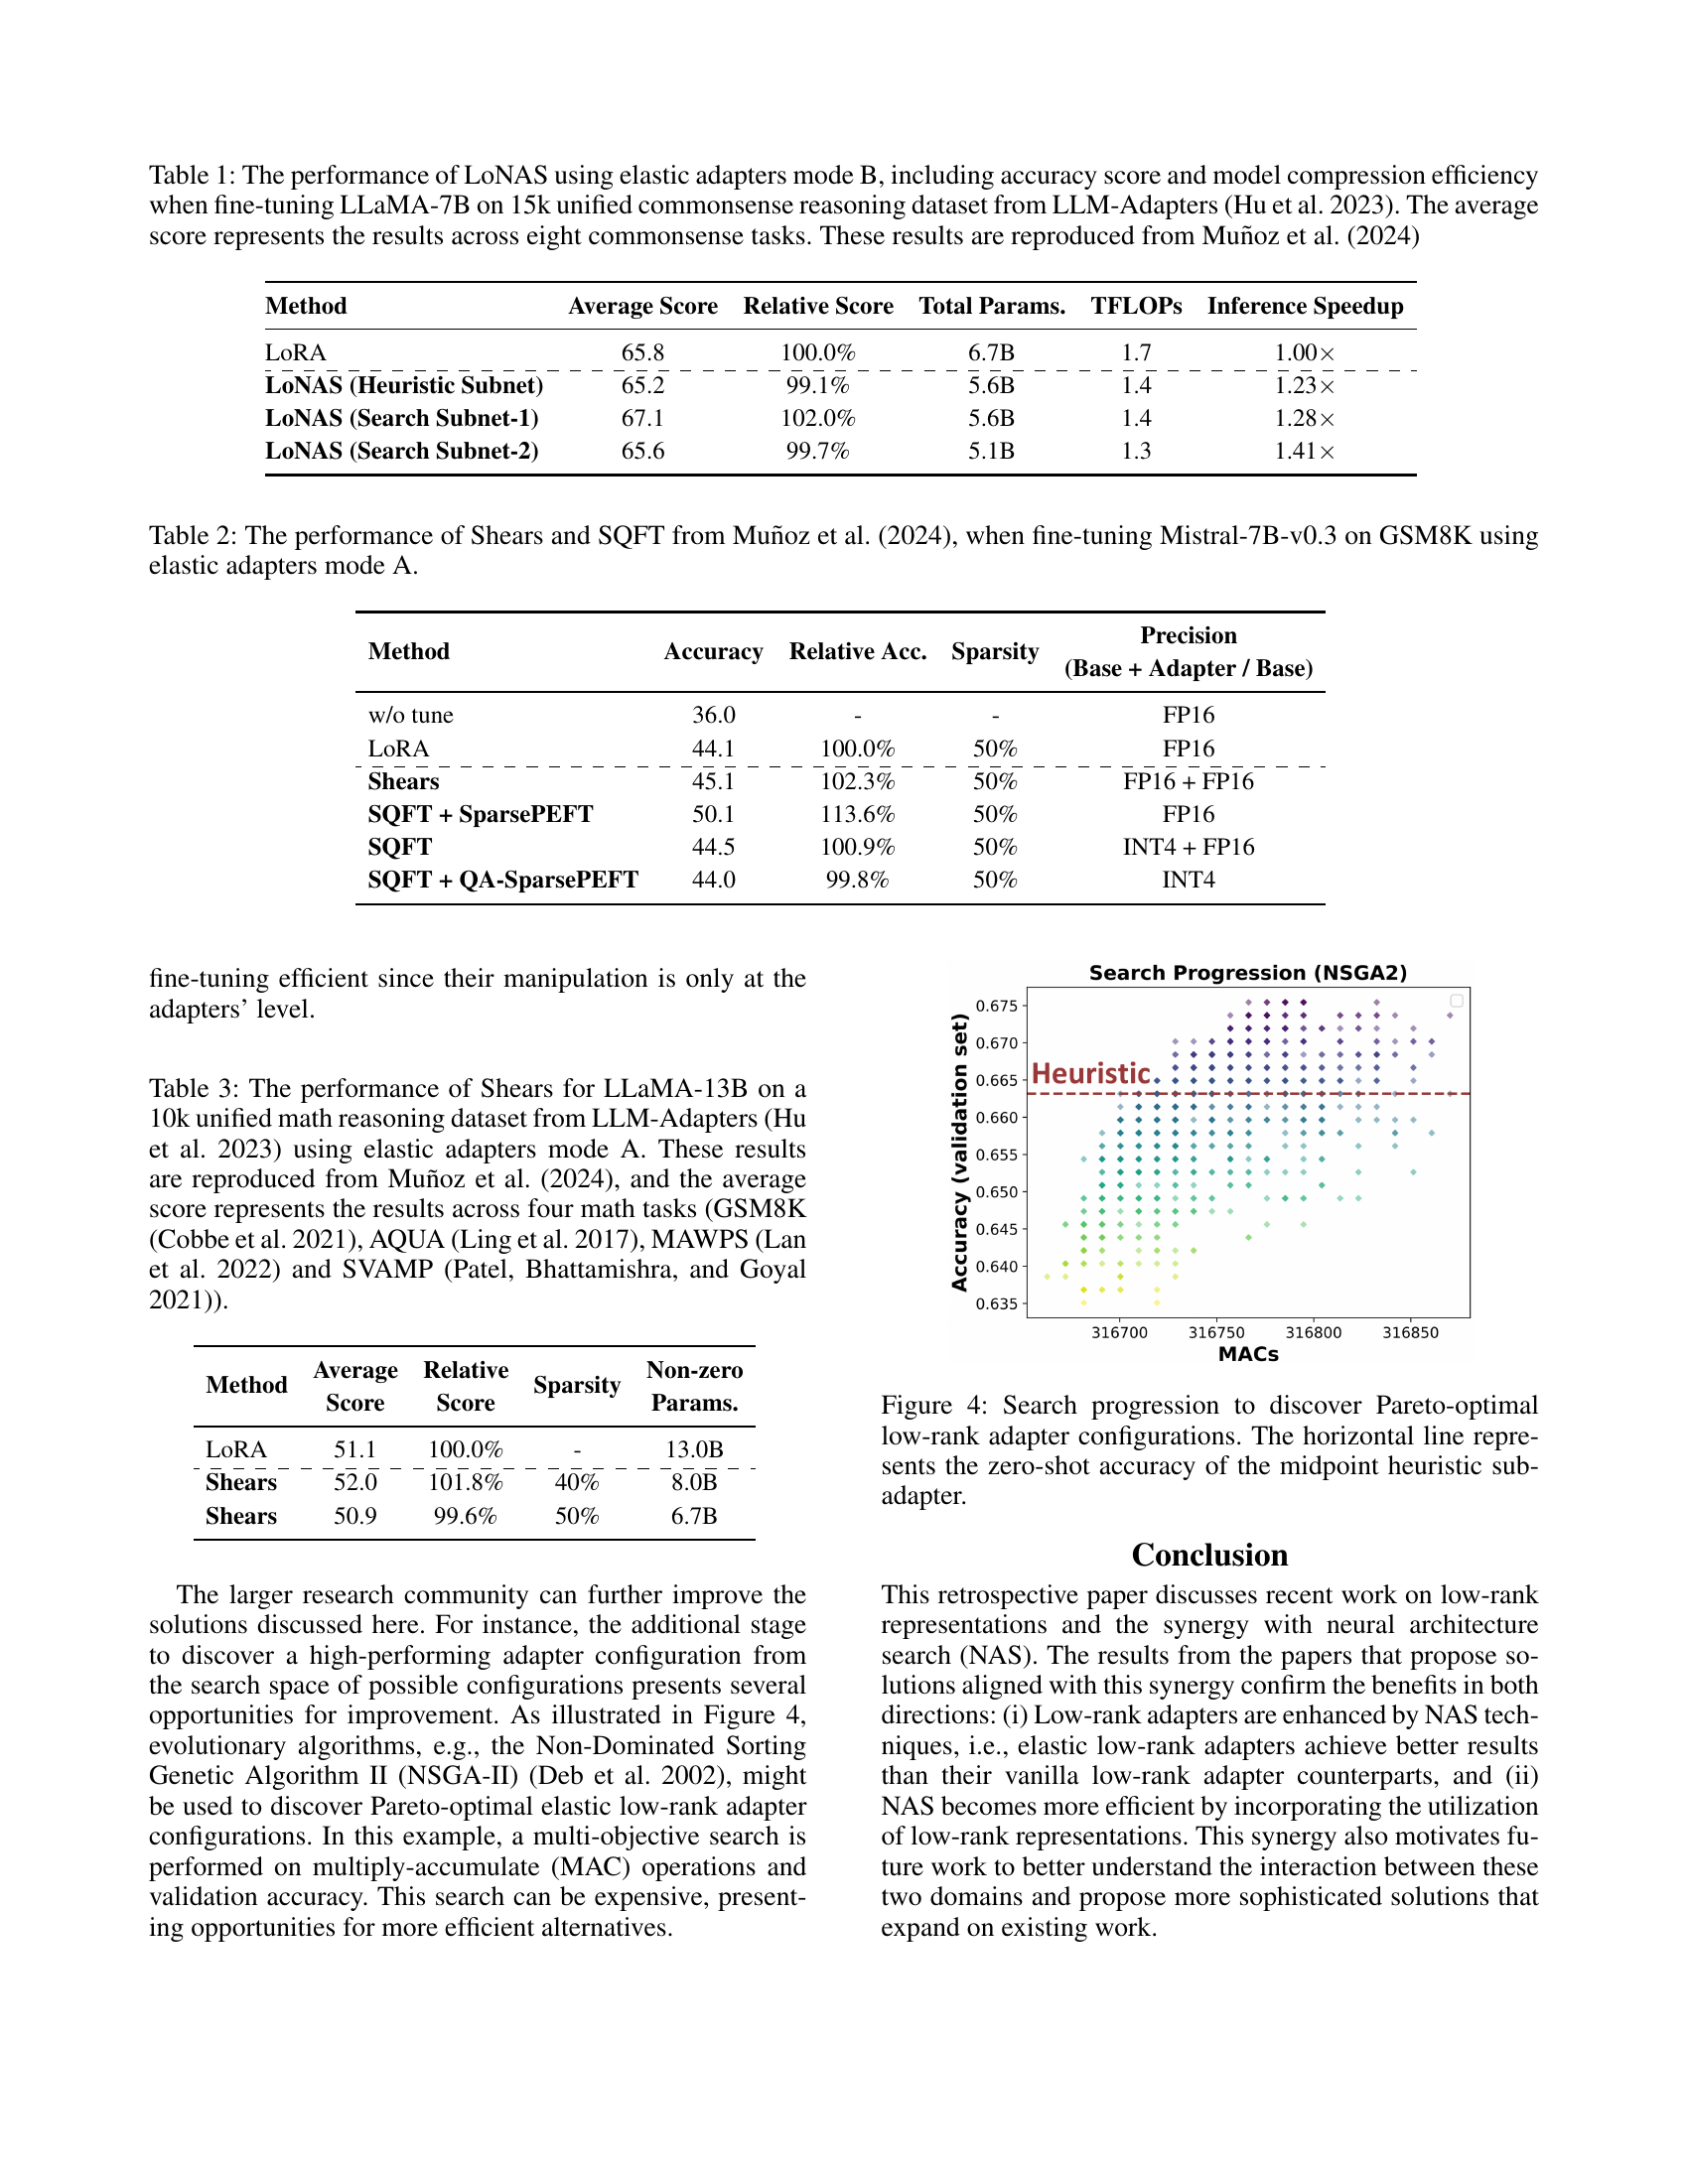 Table 1: The performance of LoNAS using elastic adapters mode B, including accuracy score and model compression efficiency
when fine-tuning LLaMA-7B on 15k unified commonsense reasoning dataset from LLM-Adapters (Hu et al. 2023). The average
score represents the results across eight commonsense tasks. These results are reproduced from Muñoz et al. (2024)
Method Average Score Relative Score Total Params. TFLOPs Inference Speedup
LoRA 65.8 100.0% 6.7B 1.7 1.00×
LoNAS (Heuristic Subnet) 65.2 99.1% 5.6B 1.4 1.23×
LoNAS (Search Subnet-1) 67.1 102.0% 5.6B 1.4 1.28×
LoNAS (Search Subnet-2) 65.6 99.7% 5.1B 1.3 1.41×
Table 2: The performance of Shears and SQFT from Muñoz et al. (2024), when fine-tuning Mistral-7B-v0.3 on GSM8K using
elastic adapters mode A.
Method Accuracy Relative Acc. Sparsity Precision
(Base + Adapter / Base)
w/o tune 36.0 - - FP16
LoRA 44.1 100.0% 50% FP16
Shears 45.1 102.3% 50% FP16 + FP16
SQFT + SparsePEFT 50.1 113.6% 50% FP16
SQFT 44.5 100.9% 50% INT4 + FP16
SQFT + QA-SparsePEFT 44.0 99.8% 50% INT4
fine-tuning efficient since their manipulation is only at the
adapters' level.
Table 3: The performance of Shears for LLaMA-13B on a
10k unified math reasoning dataset from LLM-Adapters (Hu
et al. 2023) using elastic adapters mode A. These results
are reproduced from Muñoz et al. (2024), and the average
score represents the results across four math tasks (GSM8K
(Cobbe et al. 2021), AQUA (Ling et al. 2017), MAWPS (Lan
et al. 2022) and SVAMP (Patel, Bhattamishra, and Goyal
2021)).
Method Average Score Relative Score Sparsity Non-zero Params.
LoRA 51.1 100.0% - 13.0B
Shears 52.0 101.8% 40% 8.0B
Shears 50.9 99.6% 50% 6.7B
The larger research community can further improve the
solutions discussed here. For instance, the additional stage
to discover a high-performing adapter configuration from
the search space of possible configurations presents several
opportunities for improvement. As illustrated in Figure 4,
evolutionary algorithms, e.g., the Non-Dominated Sorting
Genetic Algorithm II (NSGA-II) (Deb et al. 2002), might
be used to discover Pareto-optimal elastic low-rank adapter
configurations. In this example, a multi-objective search is
performed on multiply-accumulate (MAC) operations and
validation accuracy. This search can be expensive, present-
ing opportunities for more efficient alternatives.
Search Progression (NSGA2)
Accuracy (validation set)
0.675
0.670
0.665
0.660
0.655
0.650
0.645
0.640
0.635
Heuristic
316700 316750 316800 316850
MACs
Figure 4: Search progression to discover Pareto-optimal
low-rank adapter configurations. The horizontal line repre-
sents the zero-shot accuracy of the midpoint heuristic sub-
adapter.
Conclusion
This retrospective paper discusses recent work on low-rank
representations and the synergy with neural architecture
search (NAS). The results from the papers that propose so-
lutions aligned with this synergy confirm the benefits in both
directions: (i) Low-rank adapters are enhanced by NAS tech-
niques, i.e., elastic low-rank adapters achieve better results
than their vanilla low-rank adapter counterparts, and (ii)
NAS becomes more efficient by incorporating the utilization
of low-rank representations. This synergy also motivates fu-
ture work to better understand the interaction between these
two domains and propose more sophisticated solutions that
expand on existing work.